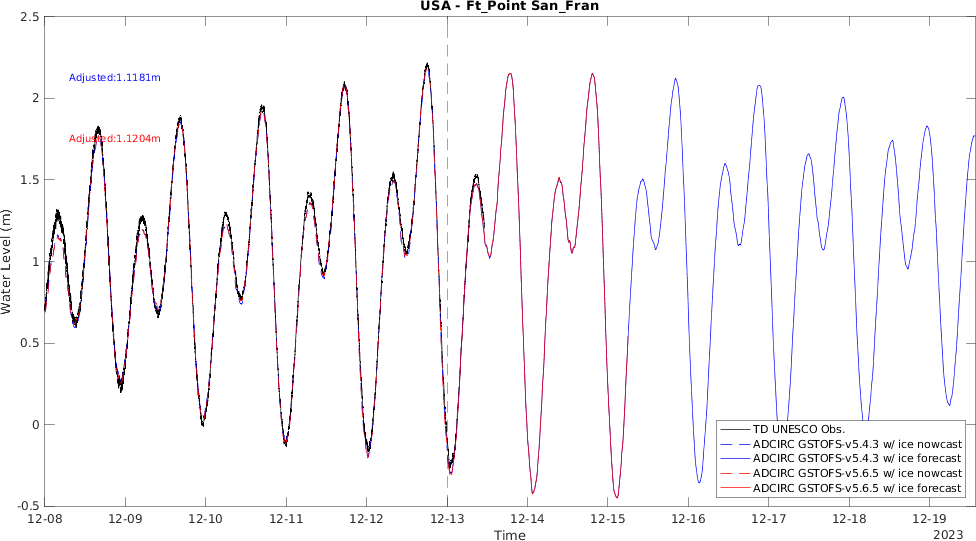 USA - Ft_Point San_Fran
2.5
2
1.5
1
0.5
0
-0.5
Water Level (m)
Adjusted:1.1181m
Adjusted:1.1204m
TD UNESCO Obs.
ADCIRC GSTOFS-v5.4.3 w/ ice nowcast
ADCIRC GSTOFS-v5.4.3 w/ ice forecast
ADCIRC GSTOFS-v5.6.5 w/ ice nowcast
ADCIRC GSTOFS-v5.6.5 w/ ice forecast
12-08 12-09 12-10 12-11 12-12 12-13 12-14 12-15 12-16 12-17 12-18 12-19
Time
2023